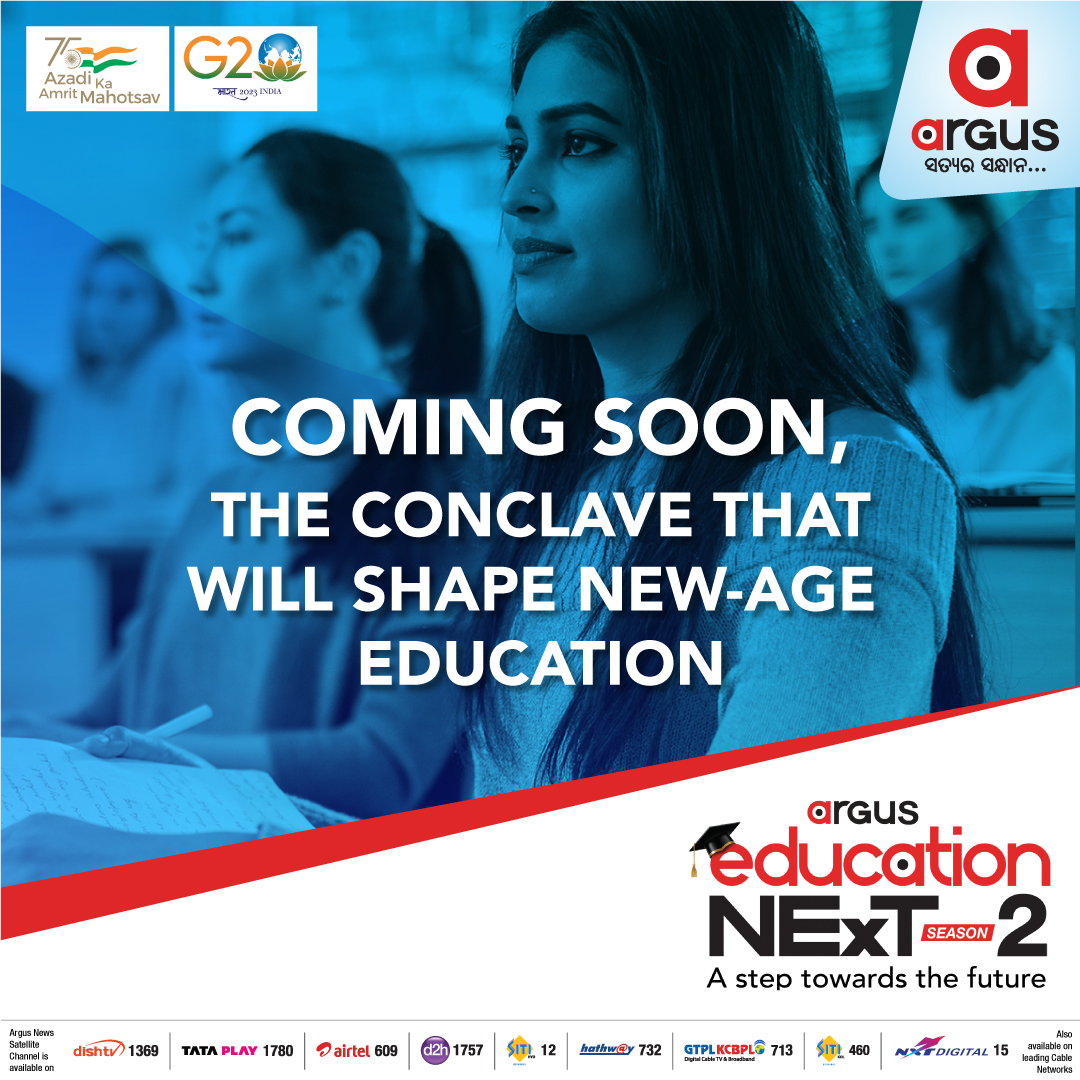 75
Azadi Ka
Amrit Mahotsav
G20
भारत 2023 INDIA
a
argus
ସତ୍ୟର ସନ୍ଧାନ...
COMING SOON,
THE CONCLAVE THAT
WILL SHAPE NEW-AGE
EDUCATION
argus
education
NExT SEASON 2
A step towards the future
Argus News
Satellite
Channel is
available on
dishtv 1369
TATA PLAY 1780
airtel 609
d2h 1757
SITI 12
hathw@y 732
GTPL KCBPL 713
Digital Cable TV & Broadband
SITI 460
NXTDIGITAL 15
Also
available on
leading Cable
Networks